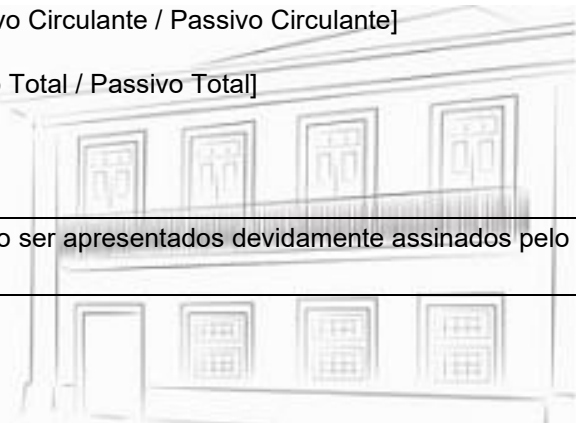 vo Circulante / Passivo Circulante]
Total / Passivo Total]
o ser apresentados devidamente assinados pelo